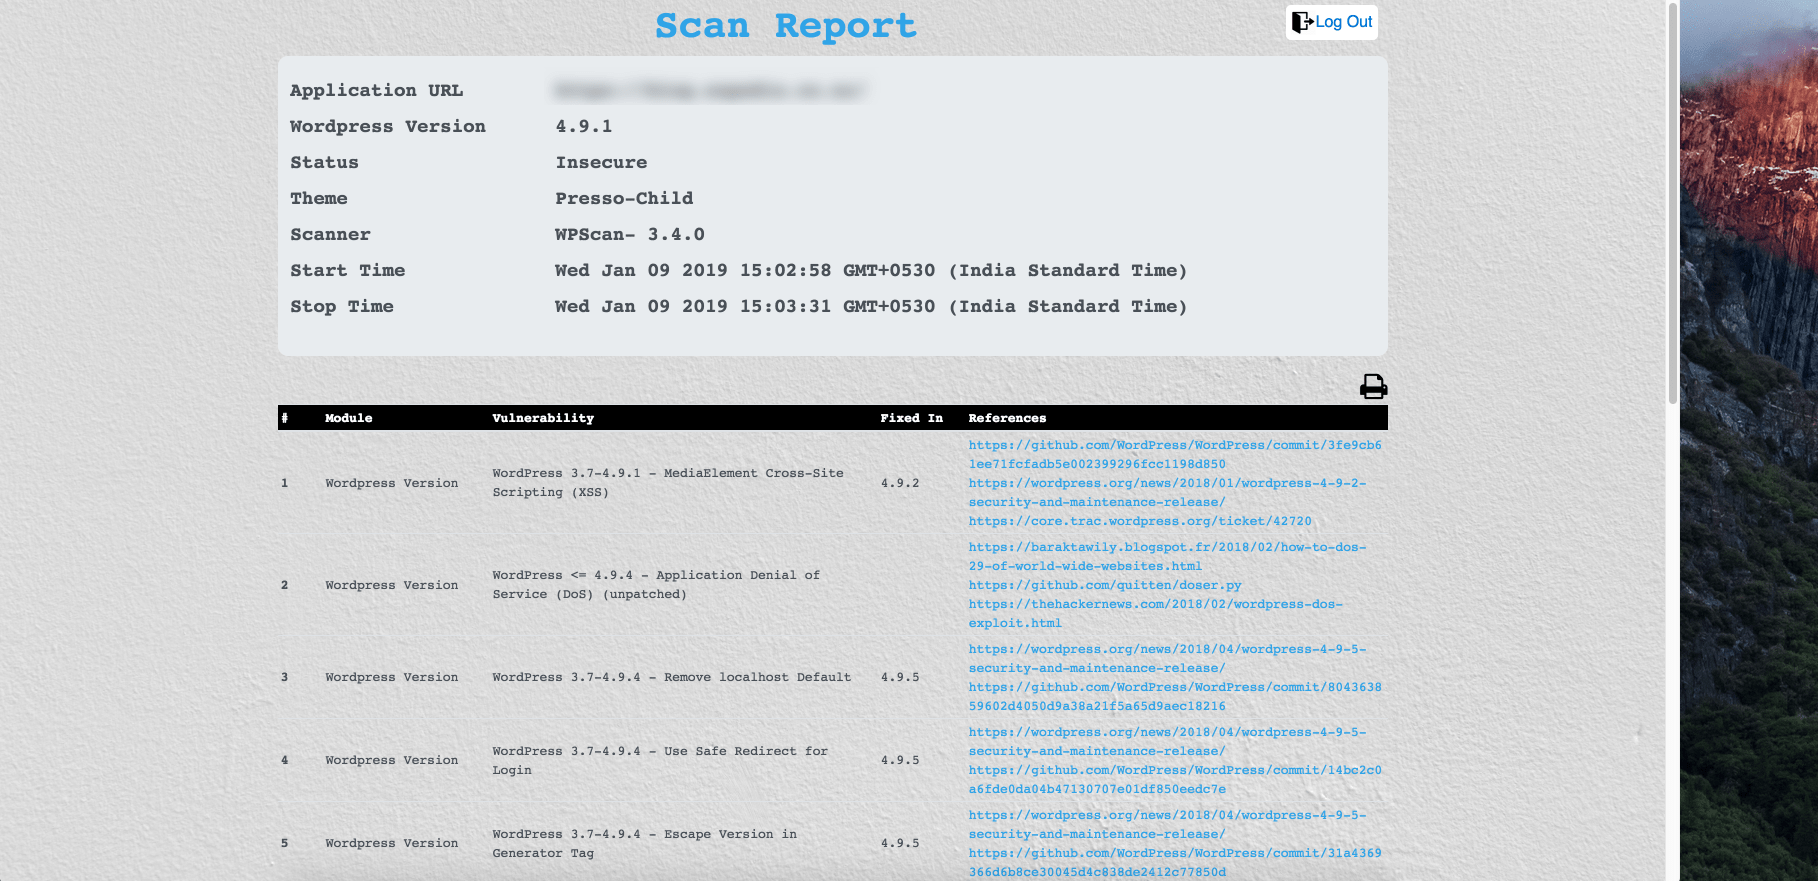 Scan Report
Log Out
Application URL
Wordpress Version 4.9.1
Status Insecure
Theme Presso-Child
Scanner WPScan- 3.4.0
Start Time Wed Jan 09 2019 15:02:58 GMT+0530 (India Standard Time)
Stop Time Wed Jan 09 2019 15:03:31 GMT+0530 (India Standard Time)
# Module Vulnerability Fixed In References
1 Wordpress Version
WordPress 3.7-4.9.1 - MediaElement Cross-Site
Scripting (XSS)
4.9.2
https://github.com/WordPress/WordPress/commit/3fe9cb6
1ee71fcfadb5e002399296fcc1198d850
https://wordpress.org/news/2018/01/wordpress-4-9-2-
security-and-maintenance-release/
https://core.trac.wordpress.org/ticket/42720
2 Wordpress Version
WordPress <= 4.9.4 - Application Denial of
Service (DoS) (unpatched)
https://baraktawily.blogspot.fr/2018/02/how-to-dos-
29-of-world-wide-websites.html
https://github.com/quitten/doser.py
https://thehackernews.com/2018/02/wordpress-dos-
exploit.html
3 Wordpress Version WordPress 3.7-4.9.4 - Remove localhost Default 4.9.5
https://wordpress.org/news/2018/04/wordpress-4-9-5-
security-and-maintenance-release/
https://github.com/WordPress/WordPress/commit/8043638
59602d4050d9a38a21f5a65d9aec18216
4 Wordpress Version
WordPress 3.7-4.9.4 - Use Safe Redirect for
Login
4.9.5
https://wordpress.org/news/2018/04/wordpress-4-9-5-
security-and-maintenance-release/
https://github.com/WordPress/WordPress/commit/14bc2c0
a6fde0da04b47130707e01df850eedc7e
5 Wordpress Version
WordPress 3.7-4.9.4 - Escape Version in
Generator Tag
4.9.5
https://wordpress.org/news/2018/04/wordpress-4-9-5-
security-and-maintenance-release/
https://github.com/WordPress/WordPress/commit/31a4369
366d6b8ce30045d4c838de2412c77850d